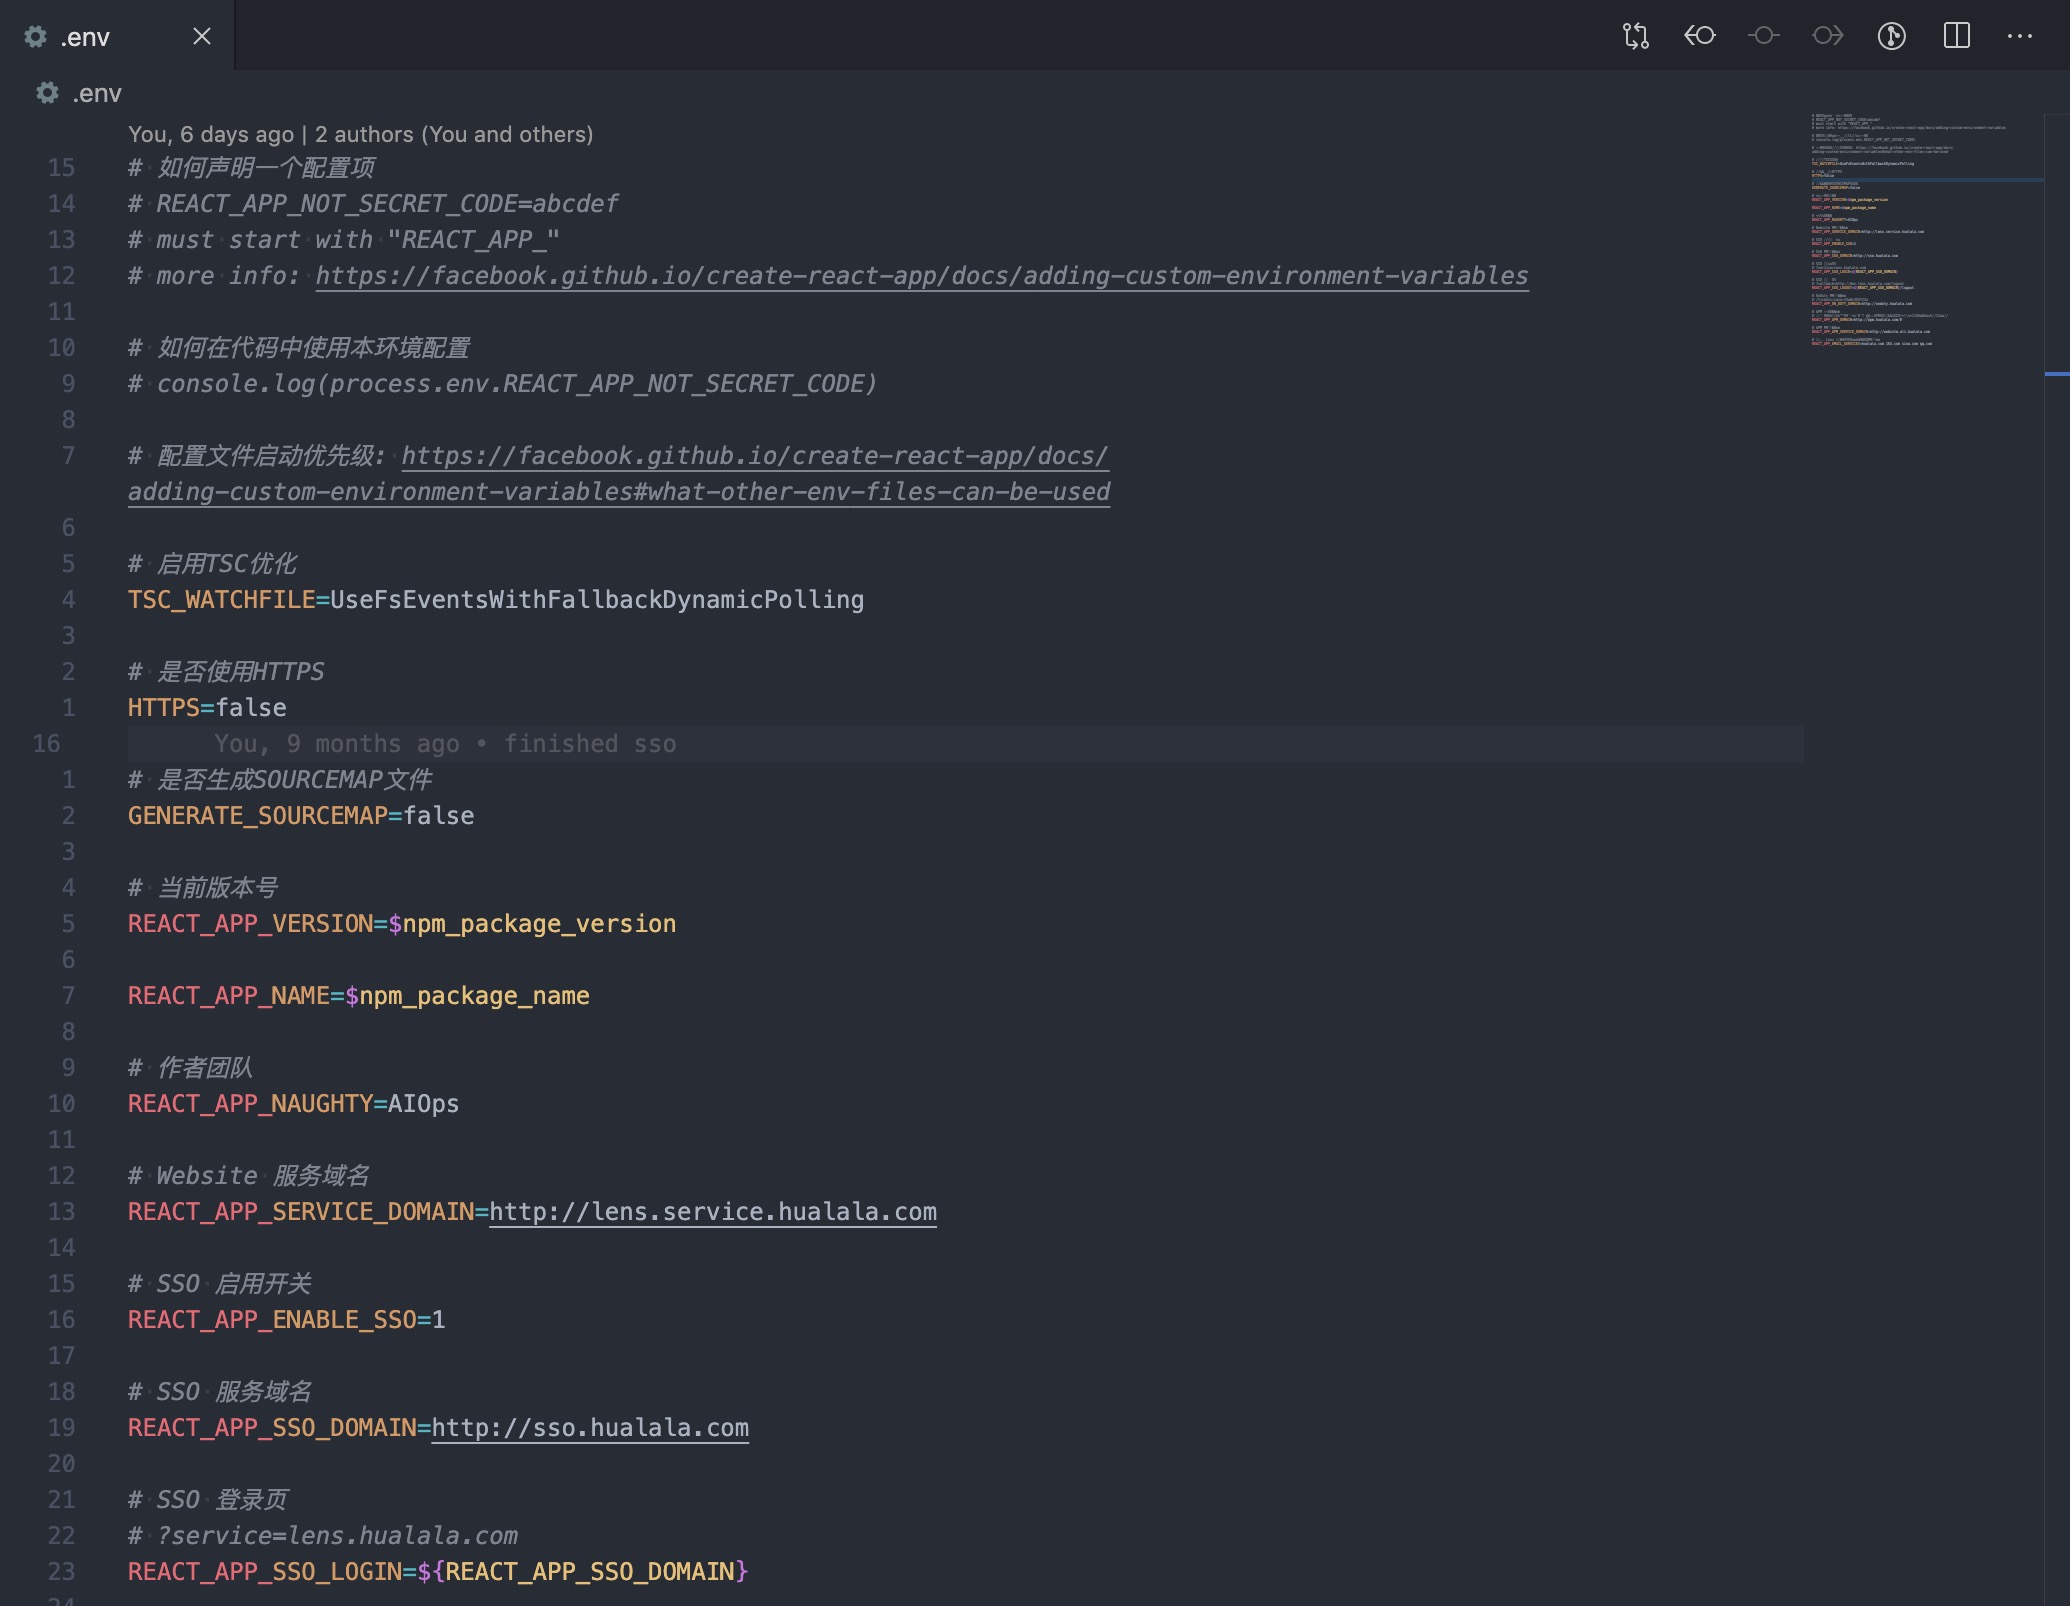 .env
.env
You, 6 days ago | 2 authors (You and others)
15 # 如何声明一个配置项
14 # REACT_APP_NOT_SECRET_CODE=abcdef
13 # must start with "REACT_APP_"
12 # more info: https://facebook.github.io/create-react-app/docs/adding-custom-environment-variables
11
10 # 如何在代码中使用本环境配置
9 # console.log(process.env.REACT_APP_NOT_SECRET_CODE)
8
7 # 配置文件启动优先级: https://facebook.github.io/create-react-app/docs/
adding-custom-environment-variables#what-other-env-files-can-be-used
6
5 # 启用TSC优化
4 TSC_WATCHFILE=UseFsEventsWithFallbackDynamicPolling
3
2 # 是否使用HTTPS
1 HTTPS=false
16 You, 9 months ago • finished sso
1 # 是否生成SOURCEMAP文件
2 GENERATE_SOURCEMAP=false
3
4 # 当前版本号
5 REACT_APP_VERSION=$npm_package_version
6
7 REACT_APP_NAME=$npm_package_name
8
9 # 作者团队
10 REACT_APP_NAUGHTY=AIOps
11
12 # Website 服务域名
13 REACT_APP_SERVICE_DOMAIN=http://lens.service.hualala.com
14
15 # SSO 启用开关
16 REACT_APP_ENABLE_SSO=1
17
18 # SSO 服务域名
19 REACT_APP_SSO_DOMAIN=http://sso.hualala.com
20
21 # SSO 登录页
22 # ?service=lens.hualala.com
23 REACT_APP_SSO_LOGIN=${REACT_APP_SSO_DOMAIN}